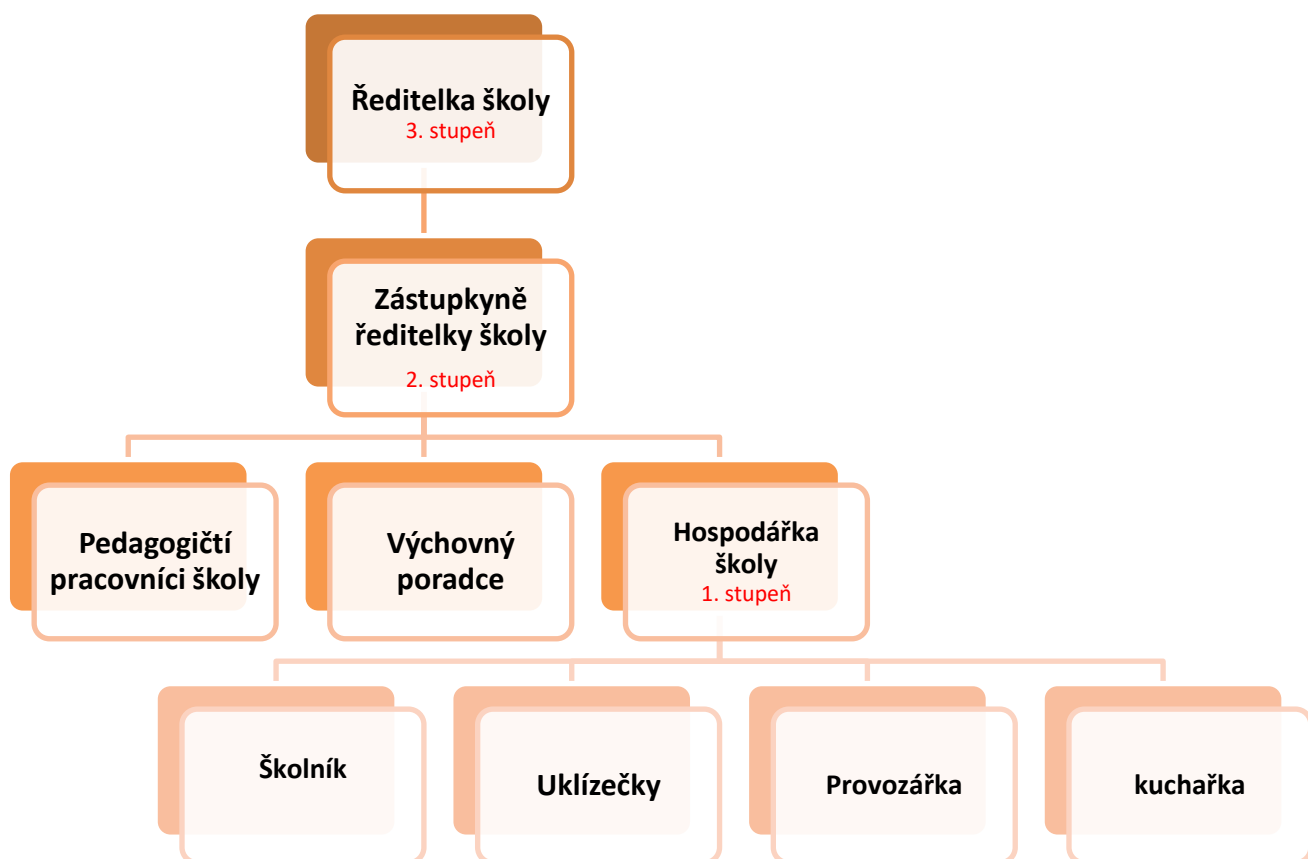 Ředitelka školy
3. stupeň
Zástupkyně
ředitelky školy
2. stupeň
Pedagogičtí
pracovníci školy
Výchovný
poradce
Hospodářka
školy
1. stupeň
Školník
Uklízečky
Provozářka
kuchařka